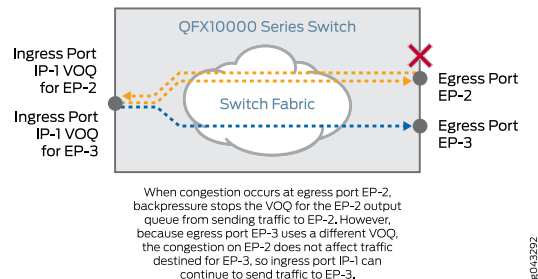 QFX10000 Series Switch
Ingress Port
IP-1 VOQ
for EP-2
Ingress Port
IP-1 VOQ
for EP-3
Switch Fabric
Egress Port
EP-2
Egress Port
EP-3
When congestion occurs at egress port EP-2,
backpressure stops the VOQ for the EP-2 output
queue from sending traffic to EP-2. However,
because egress port EP-3 uses a different VOQ,
the congestion on EP-2 does not affect traffic
destined for EP-3, so ingress port IP-1 can
continue to send traffic to EP-3.
g043292